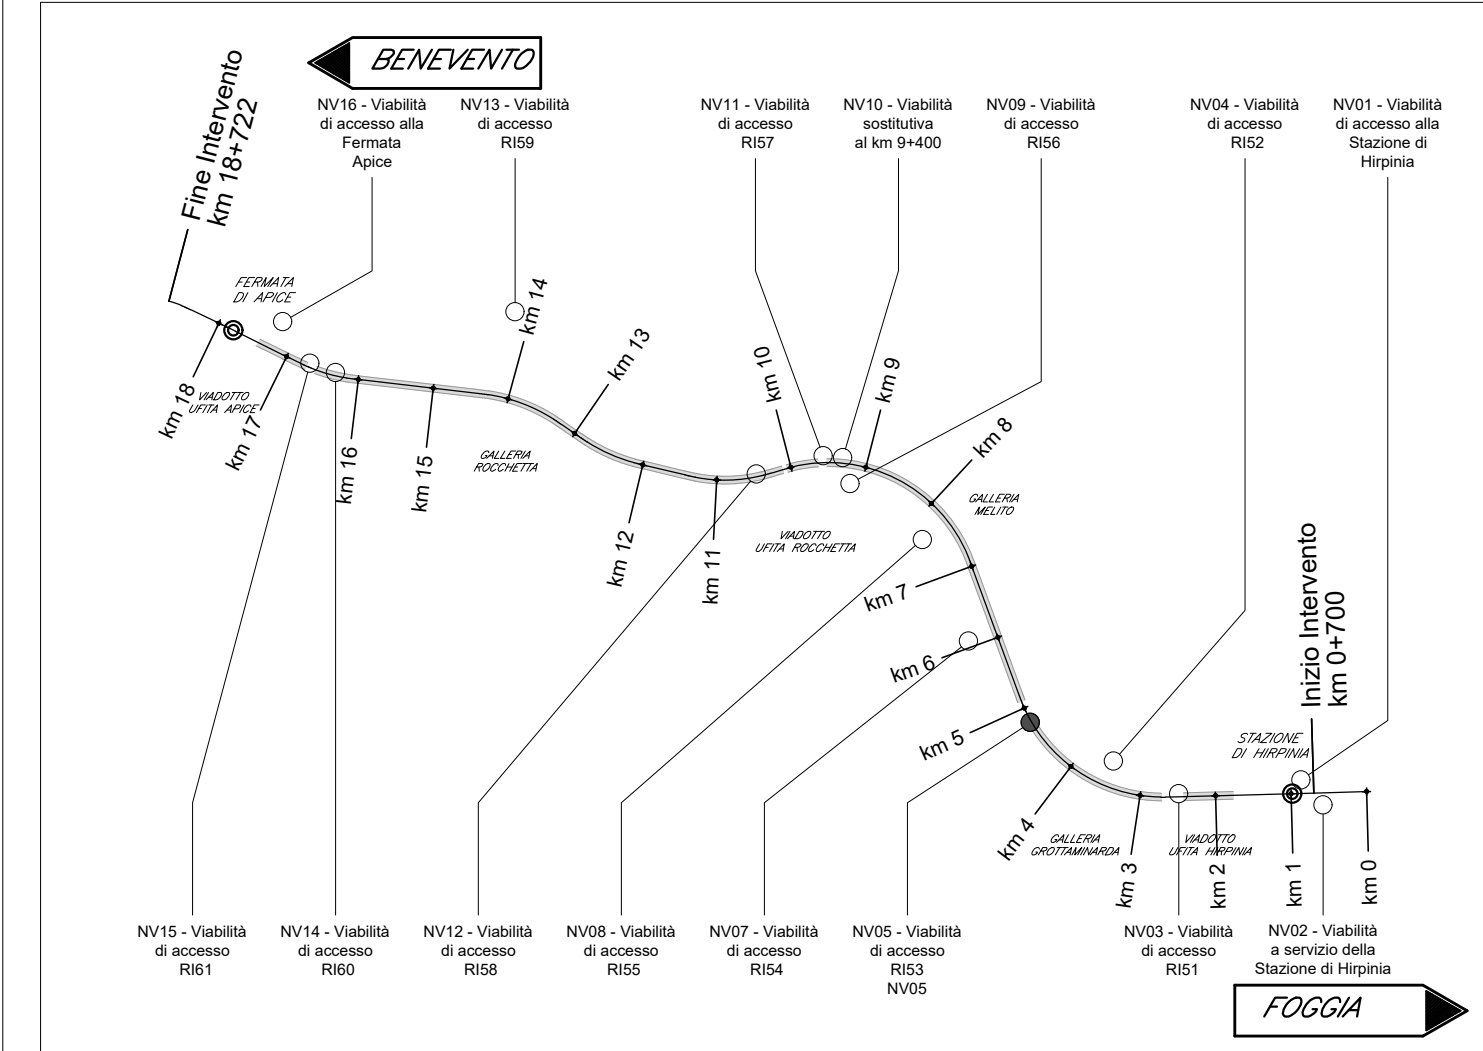 BENEVENTO
Fine Intervento
km 18+722
NV16 - Viabilità
di accesso alla
Fermata
Apice
NV13 - Viabilità
di accesso
RI59
NV11 - Viabilità
di accesso
RI57
NV10 - Viabilità
sostitutiva
al km 9+400
NV09 - Viabilità
di accesso
RI56
NV04 - Viabilità
di accesso
RI52
NV01 - Viabilità
di accesso alla
Stazione di
Hirpinia
FERMATA
DI APICE
km 18
VIADOTTO
UFITA APICE
km 17
km 16
km 15
km 14
km 13
GALLERIA
ROCCHETTA
km 12
km 11
km 10
km 9
km 8
VIADOTTO
UFITA ROCCHETTA
GALLERIA
MELITO
km 7
km 6
km 5
km 4
GALLERIA
GROTTAMINARDA
km 3
VIADOTTO
UFITA HIRPINIA
km 2
STAZIONE
DI HIRPINIA
Inizio Intervento
km 0+700
km 1
km 0
NV15 - Viabilità
di accesso
RI61
NV14 - Viabilità
di accesso
RI60
NV12 - Viabilità
di accesso
RI58
NV08 - Viabilità
di accesso
RI55
NV07 - Viabilità
di accesso
RI54
NV05 - Viabilità
di accesso
RI53
NV05
NV03 - Viabilità
di accesso
RI51
NV02 - Viabilità
a servizio della
Stazione di Hirpinia
FOGGIA